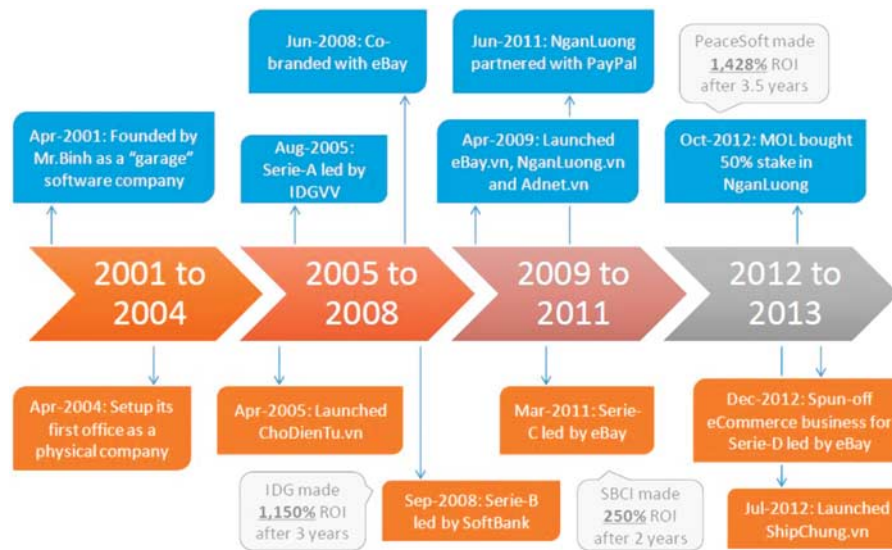 Jun-2008: Co-
branded with eBay
Jun-2011: NganLuong
partnered with PayPal
PeaceSoft made
1,428% ROI
after 3.5 years
Apr-2001: Founded by
Mr.Binh as a "garage"
software company
Aug-2005:
Serie-A led by
IDGVV
Apr-2009: Launched
eBay.vn, NganLuong.vn
and Adnet.vn
Oct-2012: MOL bought
50% stake in
NganLuong
2001 to
2004
2005 to
2008
2009 to
2011
2012 to
2013
Apr-2004: Setup its
first office as a
physical company
Apr-2005: Launched
ChoDienTu.vn
Mar-2011: Serie-
C led by eBay
Dec-2012: Spun-off
eCommerce business for
Serie-D led by eBay
IDG made
1,150% ROI
after 3 years
Sep-2008: Serie-B
led by SoftBank
SBCI made
250% ROI
after 2 years
Jul-2012: Launched
ShipChung.vn